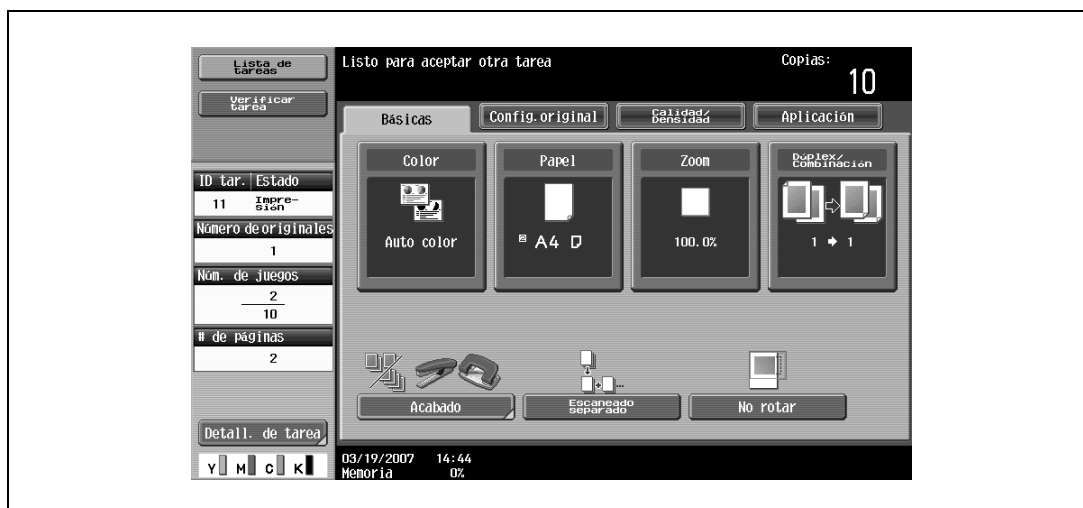 Lista de
tareas
Verificar
tarea
ID tar. Estado
11 Impre-
sión
Número de originales
1
Núm. de juegos
2
10
# de páginas
2
Detall. de tarea
Y M C K
Listo para aceptar otra tarea
Copias:
10
Básicas
Config.original
Calidad/
Densidad
Aplicación
Color
Auto color
Papel
2 A4
Zoom
100.0%
Dúplex/
Combinación
1 → 1
Acabado
Escaneado
separado
No rotar
03/19/2007 14:44
Memoria 0%